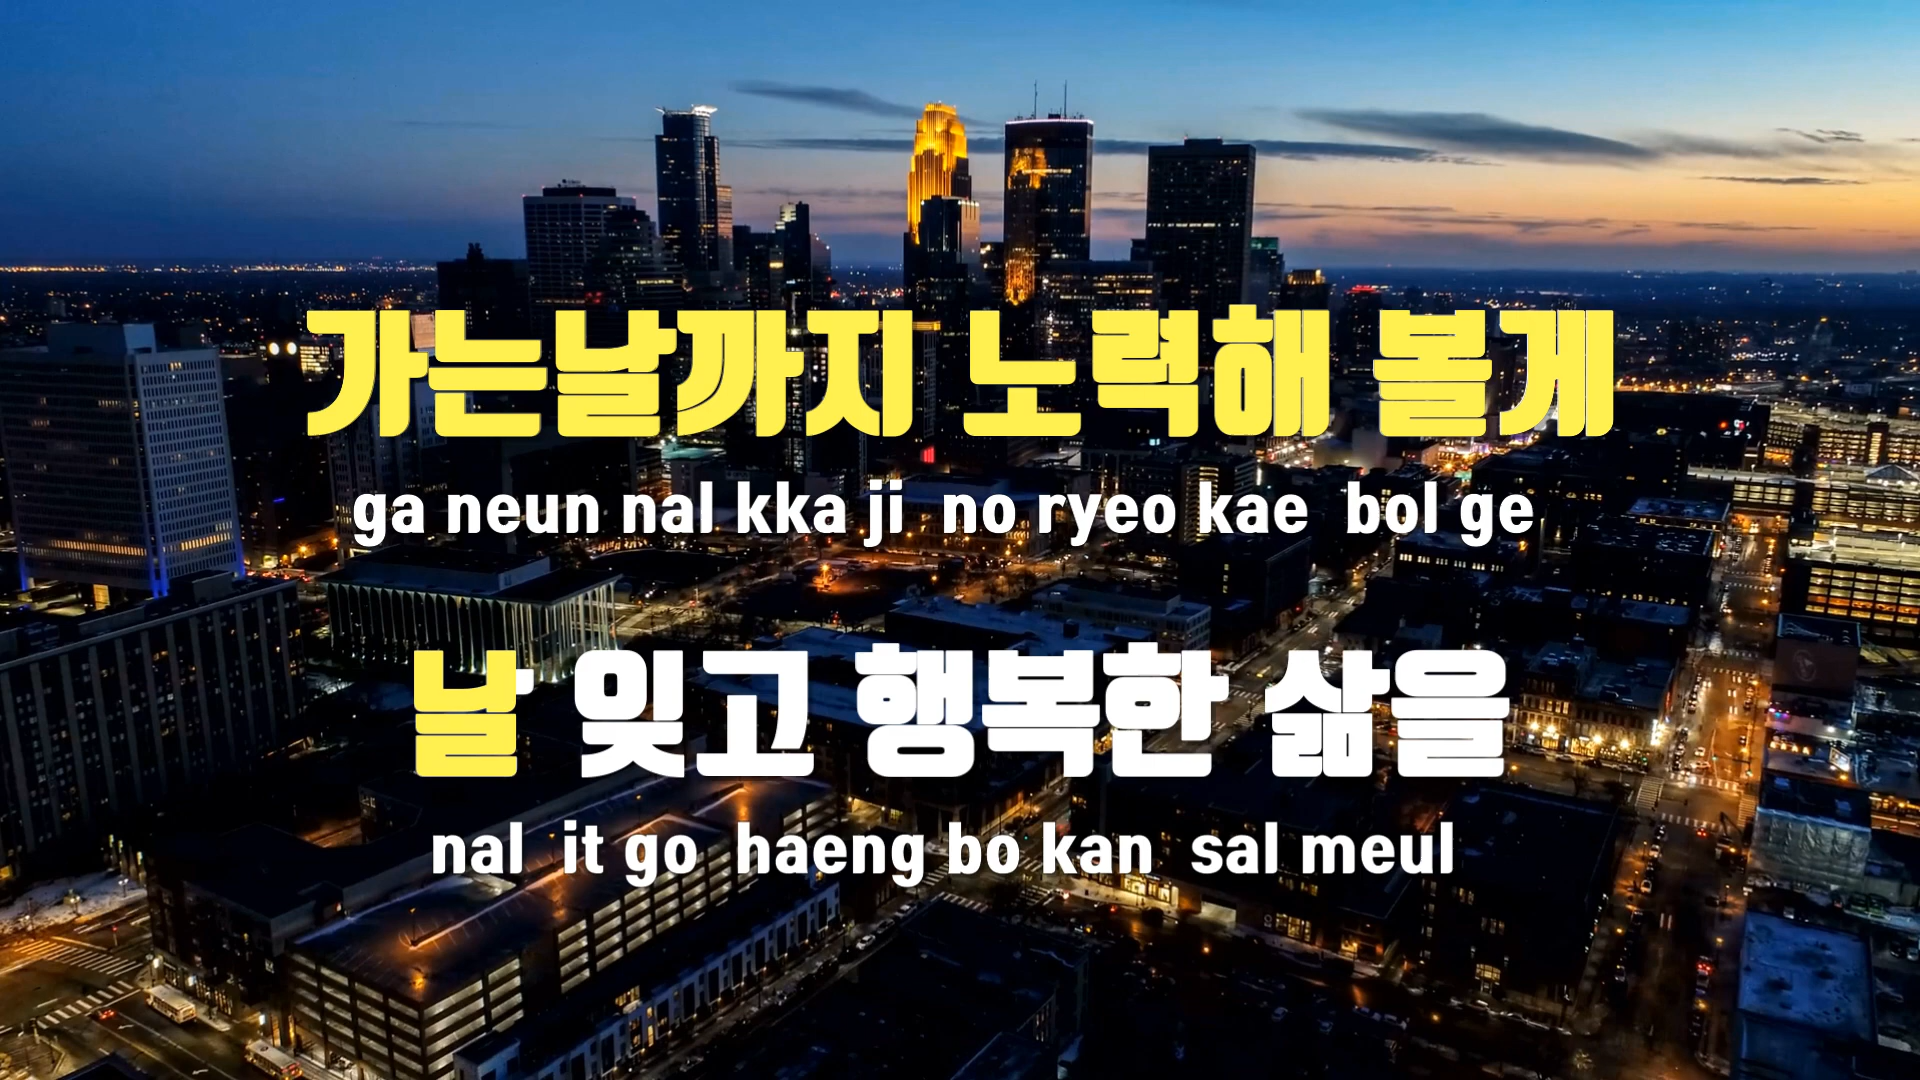 가는날까지 노력해 볼게
ga neun nal kka ji no ryeo kae bol ge
날 잊고 행복한 삶을
nal it go haeng bo kan sal meul